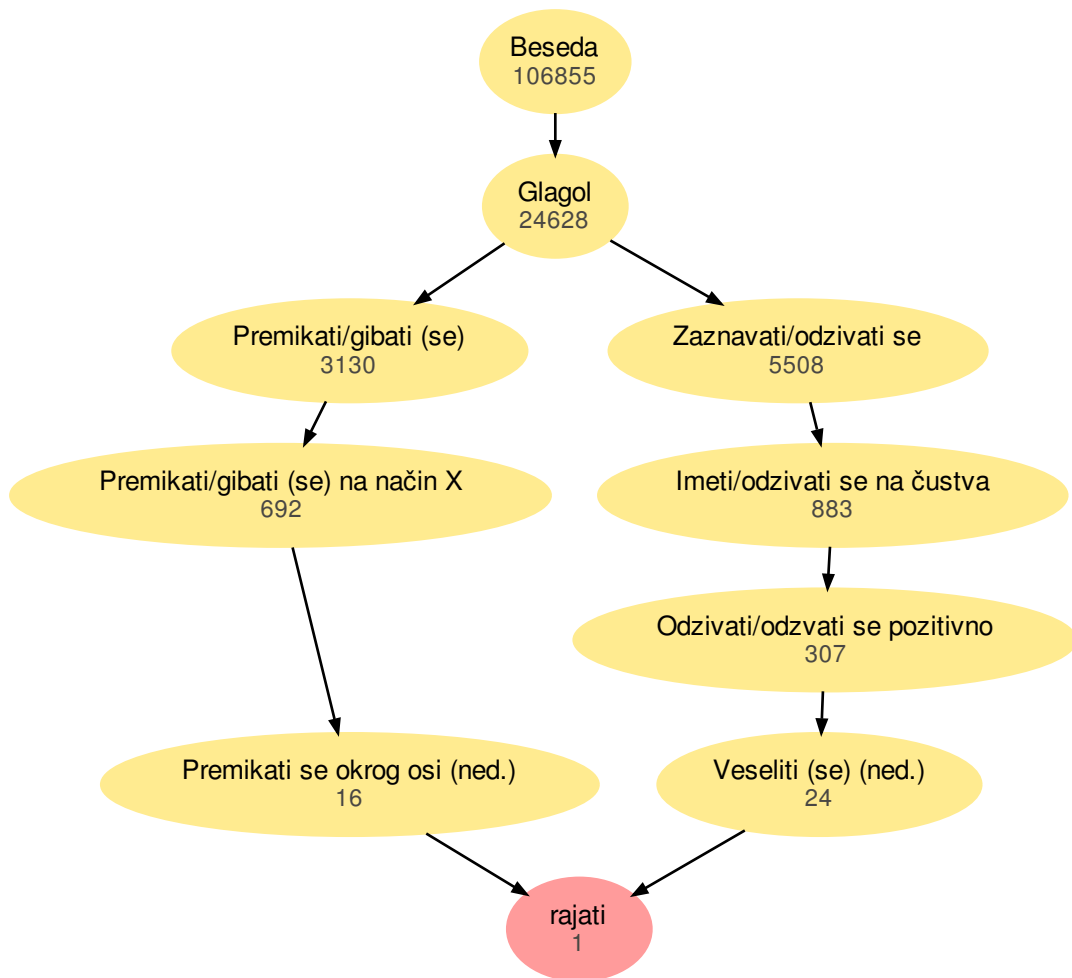 Beseda
106855
Glagol
24628
Premikati/gibati (se)
3130
Zaznavati/odzivati se
5508
Premikati/gibati (se) na način X
692
Imeti/odzivati se na čustva
883
Odzivati/odzvati se pozitivno
307
Premikati se okrog osi (ned.)
16
Veseliti (se) (ned.)
24
rajati
1